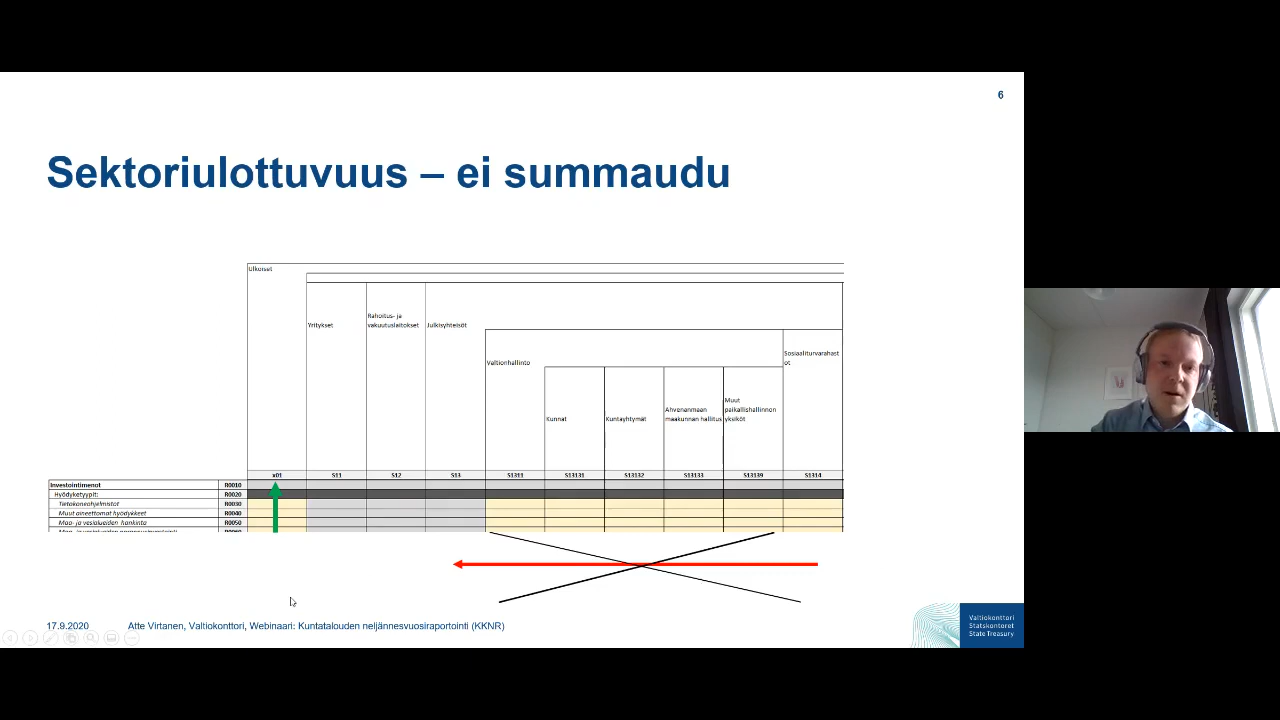 6
Sektoriulottuvuus – ei summaudu
Ulkoiset
Yritykset
Rahoitus- ja
vakuutuslaitokset
Julkisyhteisöt
Valtionhallinto
Sosiaaliturvarahast
ot
Kunnat
Kuntayhtymät
Ahvenanmaan
maakunnan hallitus
Muut
paikallishallinnon
yksiköt
x01 S11 S12 S13 S1311 S13131 S13132 S13133 S13139 S1314
Investointimenot R0010
Hyödyketyypit: R0020
Tietokoneohjelmistot R0030
Muut aineettomat hyödykkeet R0040
Maa- ja vesialueiden hankinta R0050
17.9.2020 Atte Virtanen, Valtiokonttori, Webinaari: Kuntatalouden neljännesvuosiraportointi (KKNR)
Valtiokonttori
Statskontoret
State Treasury